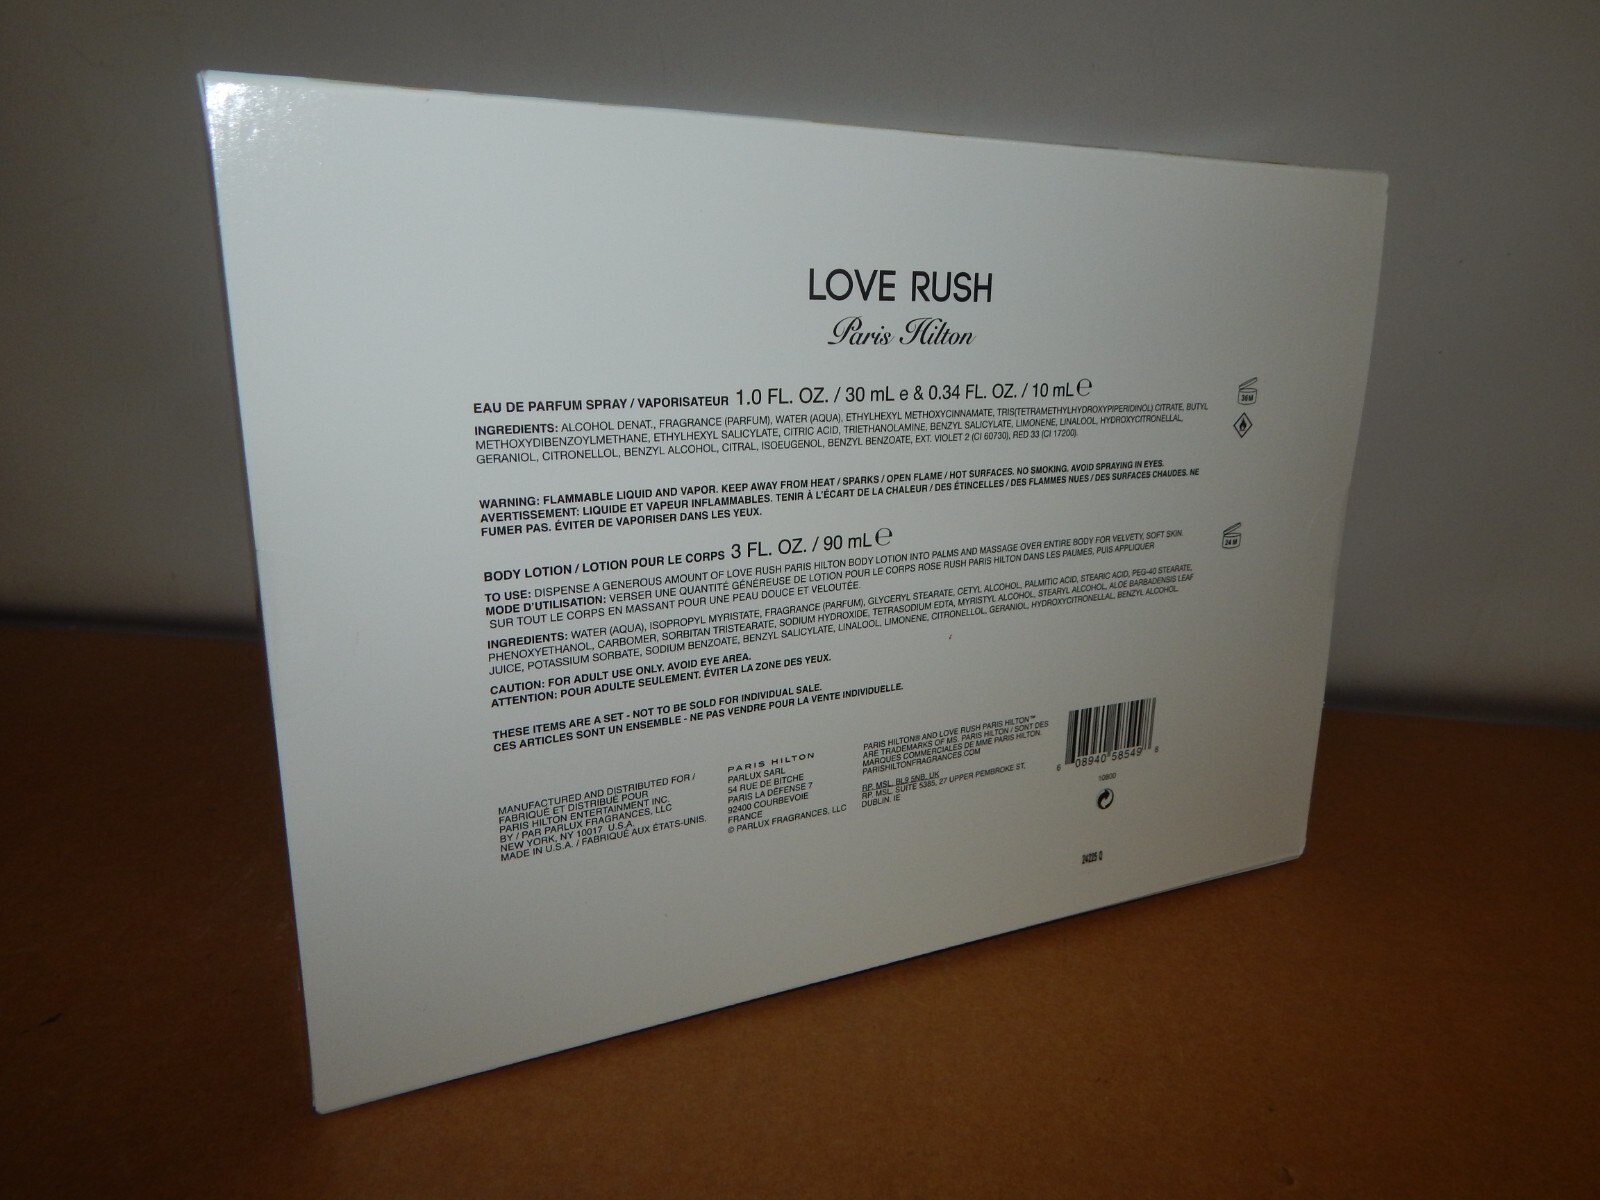 LOVE RUSH
Paris Hilton
EAU DE PARFUM SPRAY / VAPORISATEUR 1.0 FL. OZ. / 30 mL e & 0.34 FL. OZ. / 10 mL ℮
36M
INGREDIENTS: ALCOHOL DENAT., FRAGRANCE (PARFUM), WATER (AQUA), ETHYLHEXYL METHOXYCINNAMATE, TRIS(TETRAMETHYLHYDROXYPIPERIDINOL) CITRATE, BUTYL
METHOXYDIBENZOYLMETHANE, ETHYLHEXYL SALICYLATE, CITRIC ACID, TRIETHANOLAMINE, BENZYL SALICYLATE, LIMONENE, LINALOOL, HYDROXYCITRONELLAL,
GERANIOL, CITRONELLOL, BENZYL ALCOHOL, CITRAL, ISOEUGENOL, BENZYL BENZOATE, EXT. VIOLET 2 (CI 60730), RED 33 (CI 17200).
WARNING: FLAMMABLE LIQUID AND VAPOR. KEEP AWAY FROM HEAT / SPARKS / OPEN FLAME / HOT SURFACES. NO SMOKING. AVOID SPRAYING IN EYES.
AVERTISSEMENT: LIQUIDE ET VAPEUR INFLAMMABLES. TENIR À L'ÉCART DE LA CHALEUR / DES ÉTINCELLES / DES FLAMMES NUES / DES SURFACES CHAUDES. NE
FUMER PAS. ÉVITER DE VAPORISER DANS LES YEUX.
BODY LOTION / LOTION POUR LE CORPS 3 FL. OZ. / 90 mL ℮
24 M
TO USE: DISPENSE A GENEROUS AMOUNT OF LOVE RUSH PARIS HILTON BODY LOTION INTO PALMS AND MASSAGE OVER ENTIRE BODY FOR VELVETY, SOFT SKIN.
MODE D'UTILISATION: VERSER UNE QUANTITÉ GÉNÉREUSE DE LOTION POUR LE CORPS ROSE RUSH PARIS HILTON DANS LES PAUMES, PUIS APPLIQUER
SUR TOUT LE CORPS EN MASSANT POUR UNE PEAU DOUCE ET VELOUTÉE.
INGREDIENTS: WATER (AQUA), ISOPROPYL MYRISTATE, FRAGRANCE (PARFUM), GLYCERYL STEARATE, CETYL ALCOHOL, PALMITIC ACID, STEARIC ACID, PEG-40 STEARATE,
PHENOXYETHANOL, CARBOMER, SORBITAN TRISTEARATE, SODIUM HYDROXIDE, TETRASODIUM EDTA, MYRISTYL ALCOHOL, STEARYL ALCOHOL, ALOE BARBADENSIS LEAF
JUICE, POTASSIUM SORBATE, SODIUM BENZOATE, BENZYL SALICYLATE, LINALOOL, LIMONENE, CITRONELLOL, GERANIOL, HYDROXYCITRONELLAL, BENZYL ALCOHOL.
CAUTION: FOR ADULT USE ONLY. AVOID EYE AREA.
ATTENTION: POUR ADULTE SEULEMENT. ÉVITER LA ZONE DES YEUX.
THESE ITEMS ARE A SET - NOT TO BE SOLD FOR INDIVIDUAL SALE.
CES ARTICLES SONT UN ENSEMBLE - NE PAS VENDRE POUR LA VENTE INDIVIDUELLE.
MANUFACTURED AND DISTRIBUTED FOR /
FABRIQUÉ ET DISTRIBUÉ POUR
PARIS HILTON ENTERTAINMENT INC.
BY / PAR PARLUX FRAGRANCES, LLC
NEW YORK, NY 10017 U.S.A.
MADE IN U.S.A. / FABRIQUÉ AUX ÉTATS-UNIS.
PARIS HILTON
PARLUX SARL
54 RUE DE BITCHE
PARIS LA DÉFENSE 7
92400 COURBEVOIE
FRANCE
© PARLUX FRAGRANCES, LLC
PARIS HILTON® AND LOVE RUSH PARIS HILTON™
ARE TRADEMARKS OF MS. PARIS HILTON / SONT DES
MARQUES COMMERCIALES DE MME PARIS HILTON.
PARISHILTONFRAGRANCES.COM
RP. MSL, BL9 5NB, UK
RP. MSL, SUITE 5385, 27 UPPER PEMBROKE ST,
DUBLIN, IE
6 08940 58549 8
10800
24225 D